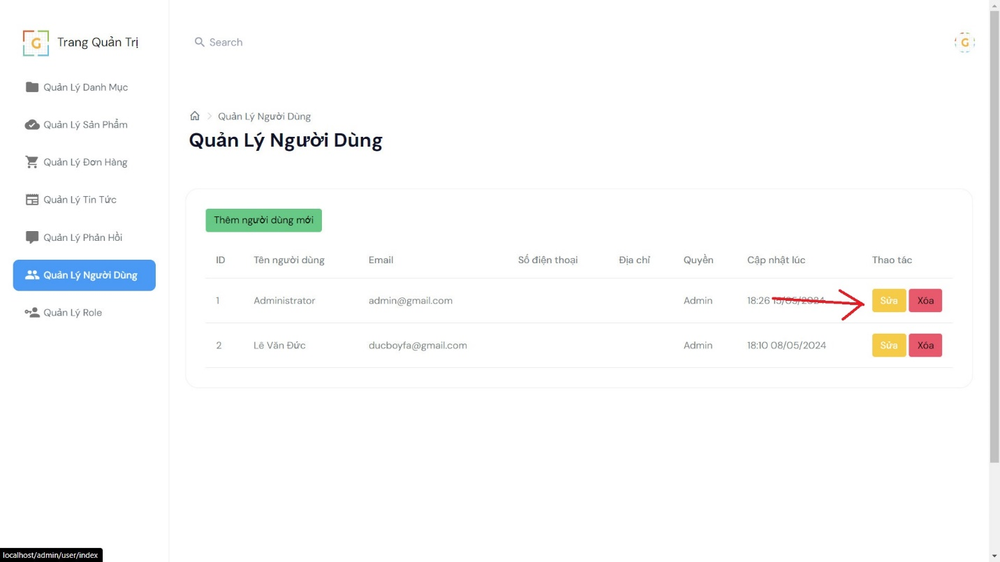 G Trang Quản Trị
Search
G
Quản Lý Danh Mục
Quản Lý Sản Phẩm
Quản Lý Đơn Hàng
Quản Lý Tin Tức
Quản Lý Phản Hồi
Quản Lý Người Dùng
Quản Lý Role
Quản Lý Người Dùng
Quản Lý Người Dùng
Thêm người dùng mới
ID Tên người dùng Email Số điện thoại Địa chỉ Quyền Cập nhật lúc Thao tác
1 Administrator admin@gmail.com Admin 18:26 15/05/2024 Sửa Xóa
2 Lê Văn Đức ducboyfa@gmail.com Admin 18:10 08/05/2024 Sửa Xóa
localhost/admin/user/index